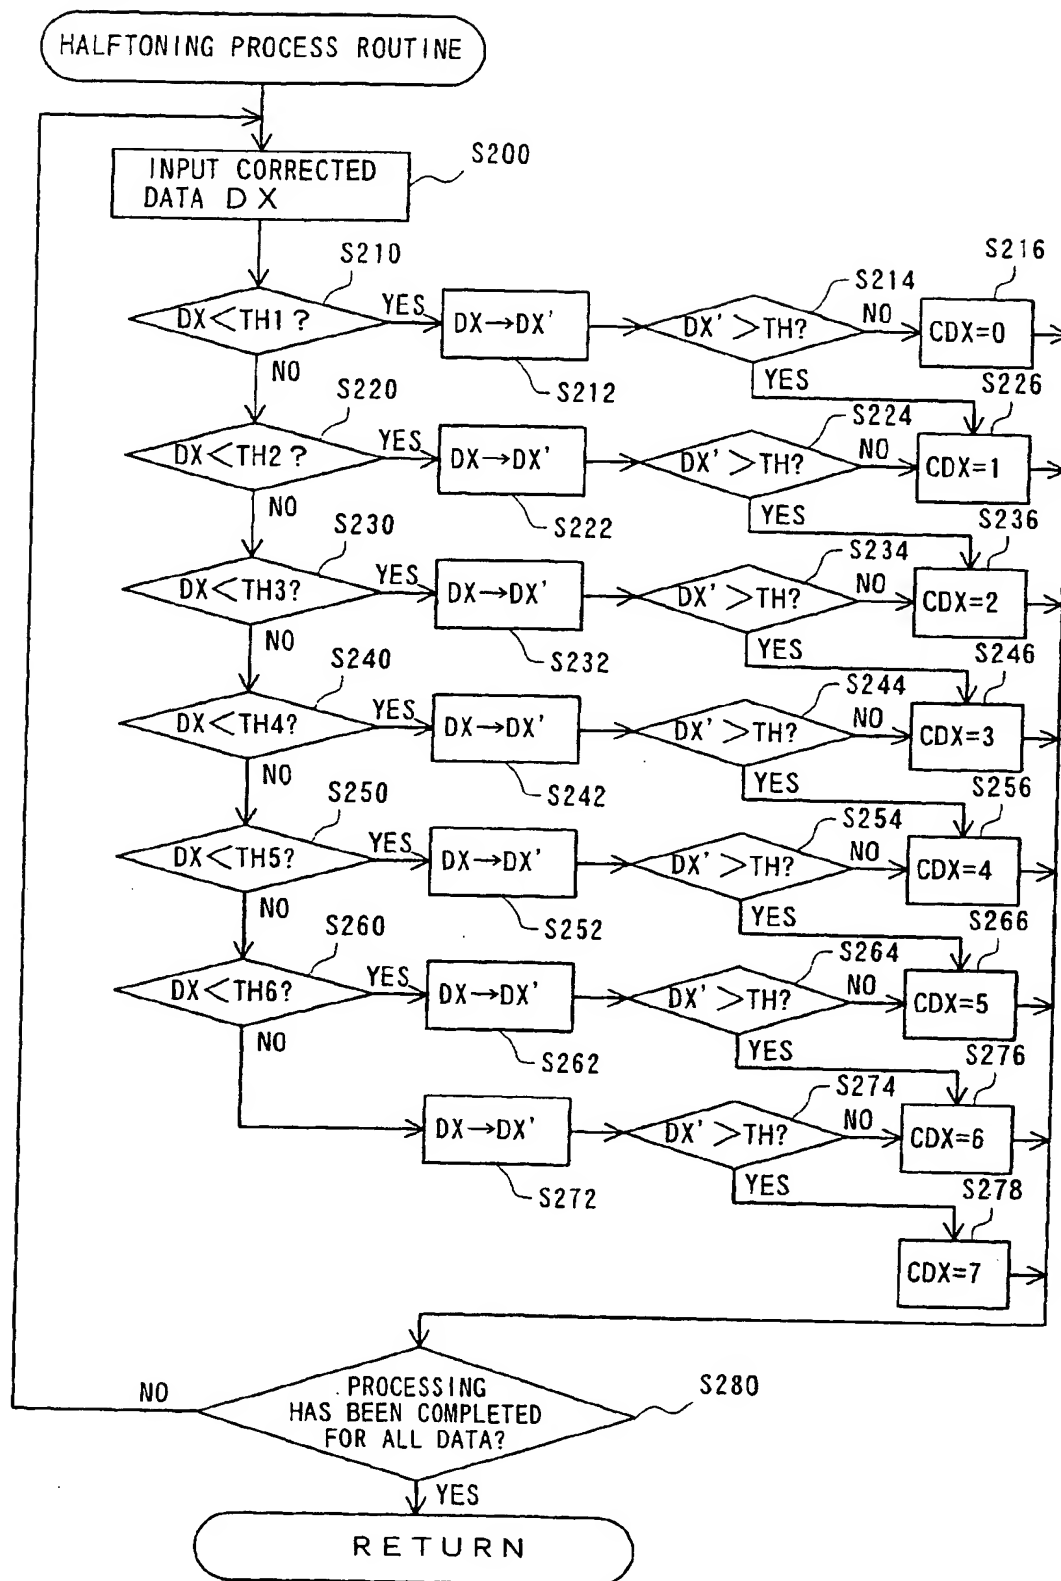 HALFTONING PROCESS ROUTINE
INPUT CORRECTED
DATA DX
S200
DX<TH1?
S210
YES
DX→DX'
S212
DX'>TH?
S214
NO
CDX=0
S216
NO
YES
DX<TH2?
S220
YES
DX→DX'
S222
DX'>TH?
S224
NO
CDX=1
S226
NO
YES
DX<TH3?
S230
YES
DX→DX'
S232
DX'>TH?
S234
NO
CDX=2
S236
NO
YES
DX<TH4?
S240
YES
DX→DX'
S242
DX'>TH?
S244
NO
CDX=3
S246
NO
YES
DX<TH5?
S250
YES
DX→DX'
S252
DX'>TH?
S254
NO
CDX=4
S256
NO
YES
DX<TH6?
S260
YES
DX→DX'
S262
DX'>TH?
S264
NO
CDX=5
S266
NO
YES
DX→DX'
S272
DX'>TH?
S274
NO
CDX=6
S276
YES
CDX=7
S278
PROCESSING
HAS BEEN COMPLETED
FOR ALL DATA?
S280
NO
YES
RETURN